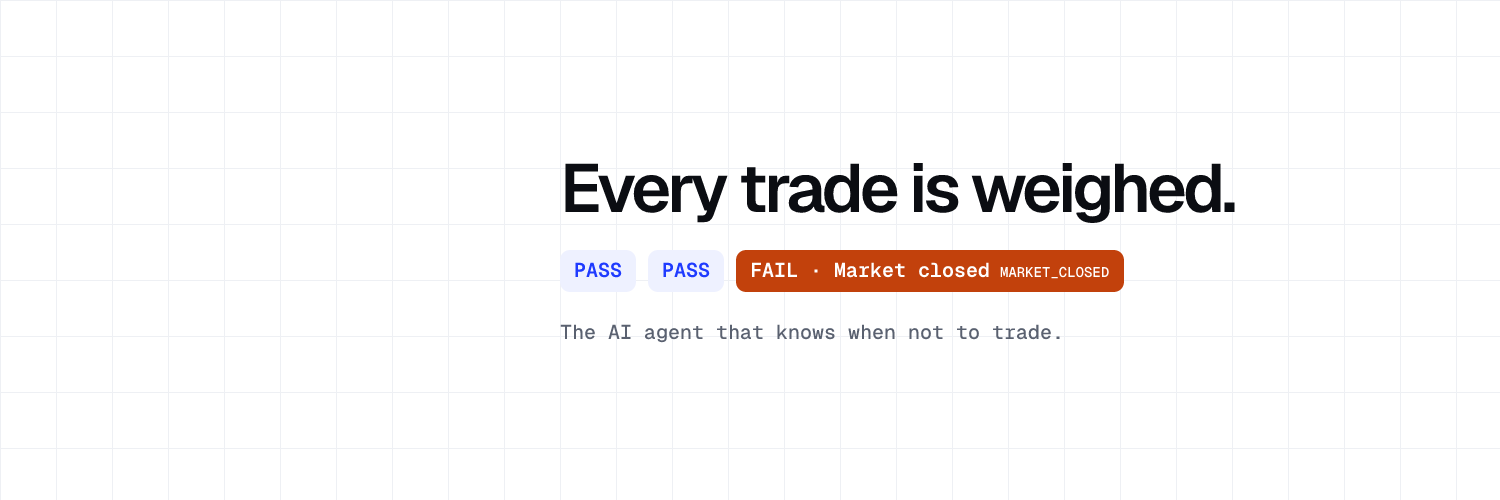 Every trade is weighed.
PASS PASS FAIL · Market closed MARKET_CLOSED
The AI agent that knows when not to trade.